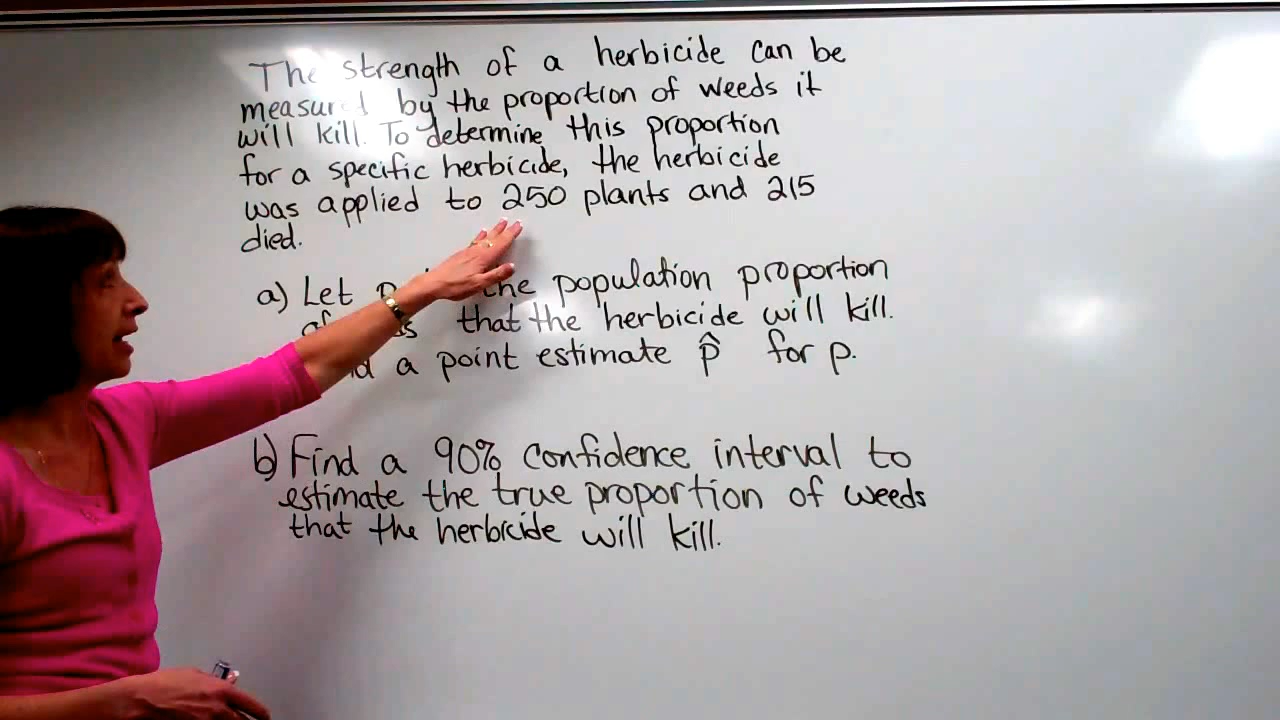 The strength of a herbicide can be
measured by the proportion of weeds it
will kill. To determine this proportion
for a specific herbicide, the herbicide
was applied to 250 plants and 215
died.
a) Let p the population proportion
of that the herbicide will kill.
a point estimate p̂ for p.
b) Find a 90% confidence interval to
estimate the true proportion of weeds
that the herbicide will kill.